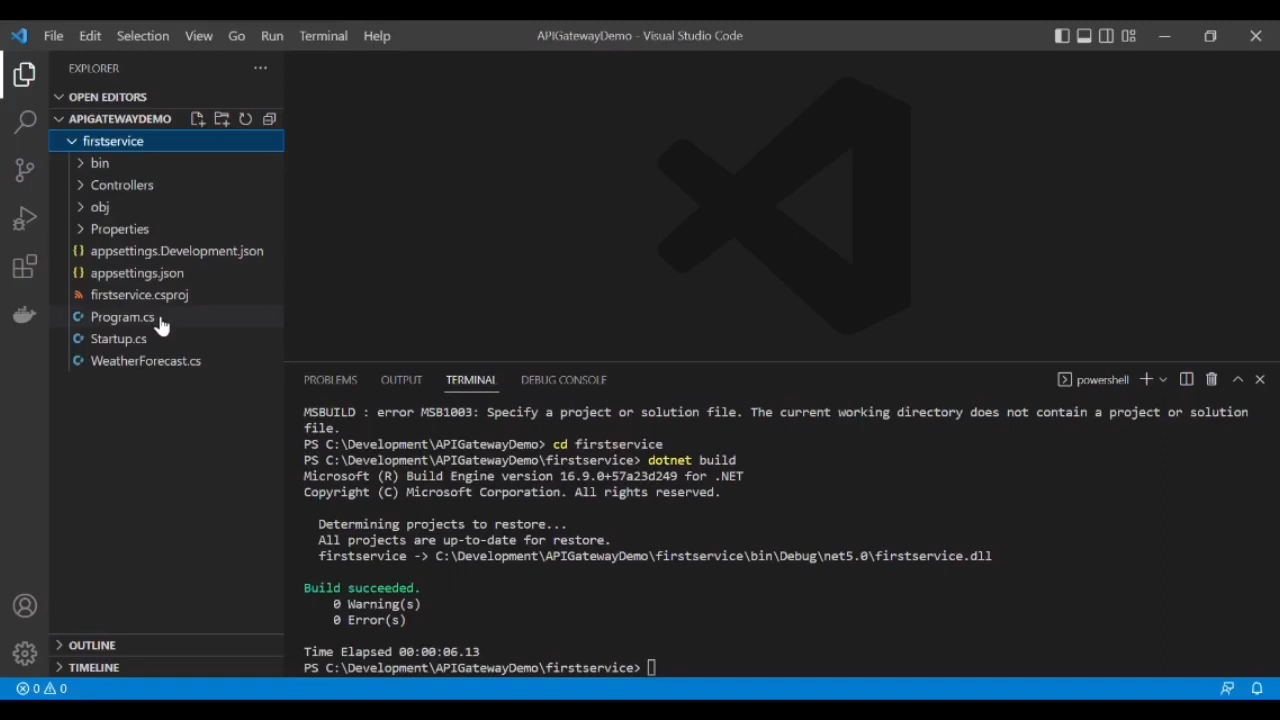 File Edit Selection View Go Run Terminal Help APIGatewayDemo - Visual Studio Code
EXPLORER
OPEN EDITORS
APIGATEWAYDEMO
firstservice
bin
Controllers
obj
Properties
{} appsettings.Development.json
{} appsettings.json
firstservice.csproj
C# Program.cs
C# Startup.cs
C# WeatherForecast.cs
OUTLINE
TIMELINE
PROBLEMS OUTPUT TERMINAL DEBUG CONSOLE powershell
MSBUILD : error MSB1003: Specify a project or solution file. The current working directory does not contain a project or solution
file.
PS C:\Development\APIGatewayDemo> cd firstservice
PS C:\Development\APIGatewayDemo\firstservice> dotnet build
Microsoft (R) Build Engine version 16.9.0+57a23d249 for .NET
Copyright (C) Microsoft Corporation. All rights reserved.
Determining projects to restore...
All projects are up-to-date for restore.
firstservice -> C:\Development\APIGatewayDemo\firstservice\bin\Debug\net5.0\firstservice.dll
Build succeeded.
0 Warning(s)
0 Error(s)
Time Elapsed 00:00:06.13
PS C:\Development\APIGatewayDemo\firstservice>
0 0